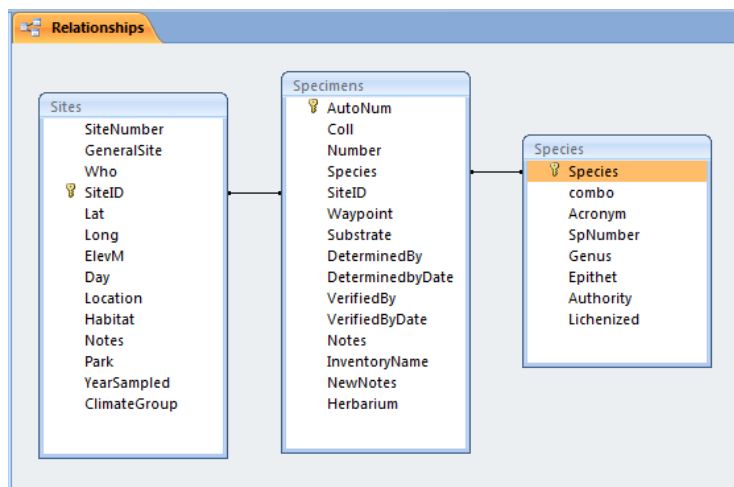 Relationships
Sites
SiteNumber
GeneralSite
Who
SiteID
Lat
Long
ElevM
Day
Location
Habitat
Notes
Park
YearSampled
ClimateGroup
Specimens
AutoNum
Coll
Number
Species
SiteID
Waypoint
Substrate
DeterminedBy
DeterminedbyDate
VerifiedBy
VerifiedByDate
Notes
InventoryName
NewNotes
Herbarium
Species
Species
combo
Acronym
SpNumber
Genus
Epithet
Authority
Lichenized